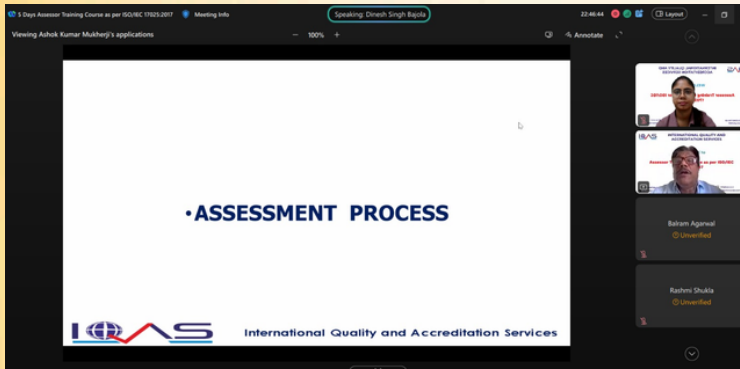 5 Days Assessor Training Course as per ISO/IEC 17025:2017
Meeting Info
Speaking: Dinesh Singh Bajola
22:46:44
Layout
Viewing Ashok Kumar Mukherji's applications
100%
Annotate
•ASSESSMENT PROCESS
IQAS
International Quality and Accreditation Services
IQAS
INTERNATIONAL QUALITY AND
ACCREDITATION SERVICES
Balram Agarwal
Unverified
Rashmi Shukla
Unverified